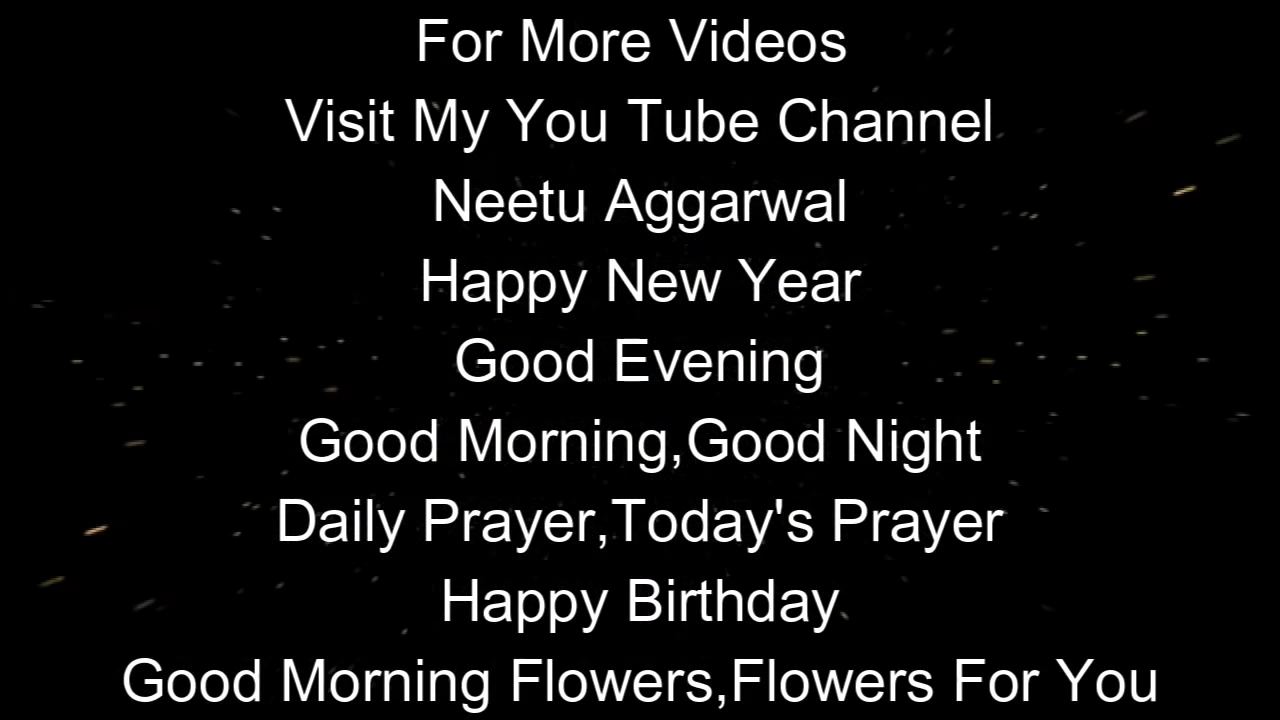 For More Videos
Visit My You Tube Channel
Neetu Aggarwal
Happy New Year
Good Evening
Good Morning,Good Night
Daily Prayer,Today's Prayer
Happy Birthday
Good Morning Flowers,Flowers For You